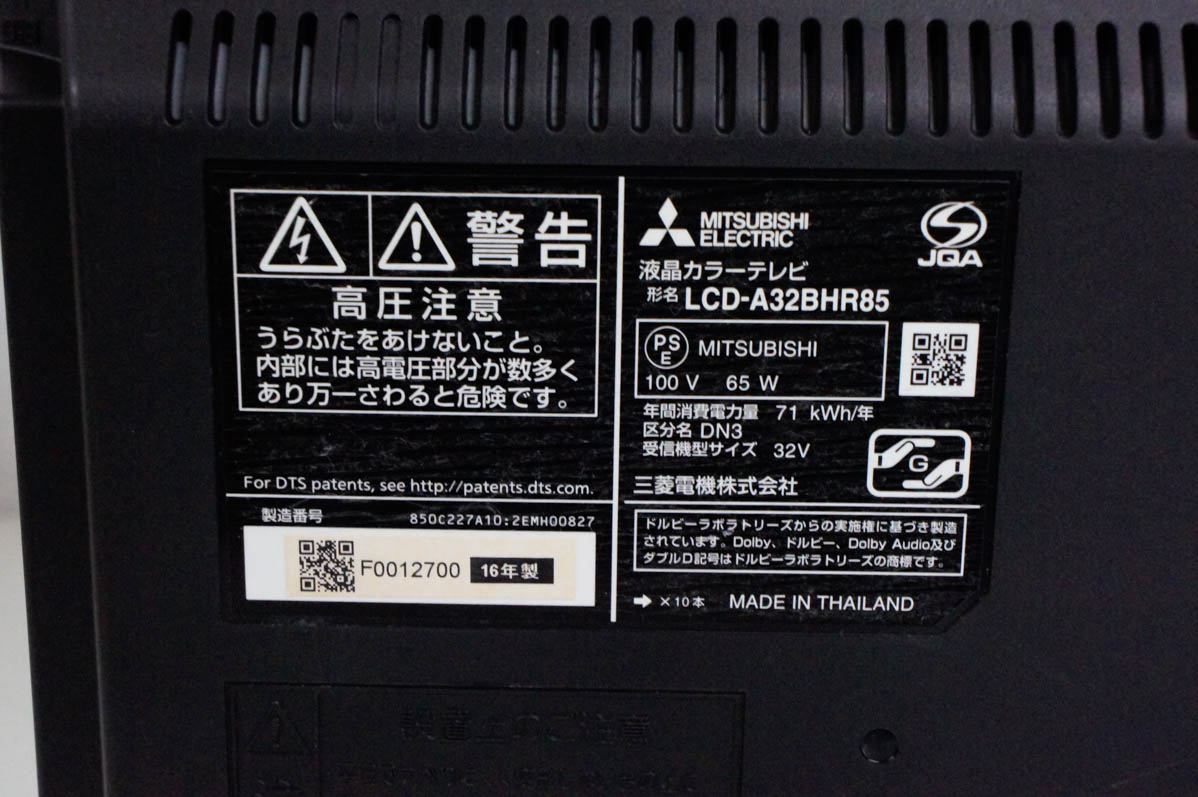 警告
高圧注意
うらぶたをあけないこと。
内部には高電圧部分が数多く
あり万一さわると危険です。
For DTS patents, see http://patents.dts.com.
製造番号 850C227A10:2EMH00827
F0012700 16年製
MITSUBISHI
ELECTRIC
JQA
液晶カラーテレビ
形名 LCD-A32BHR85
PSE MITSUBISHI
100 V 65 W
年間消費電力量 71 kWh/年
区分名 DN3
受信機型サイズ 32V
G
三菱電機株式会社
ドルビーラボラトリーズからの実施権に基づき製造
されています。Dolby、ドルビー、Dolby Audio及び
ダブルD記号はドルビーラボラトリーズの商標です。
➡ ×10本 MADE IN THAILAND
設置上のご注意